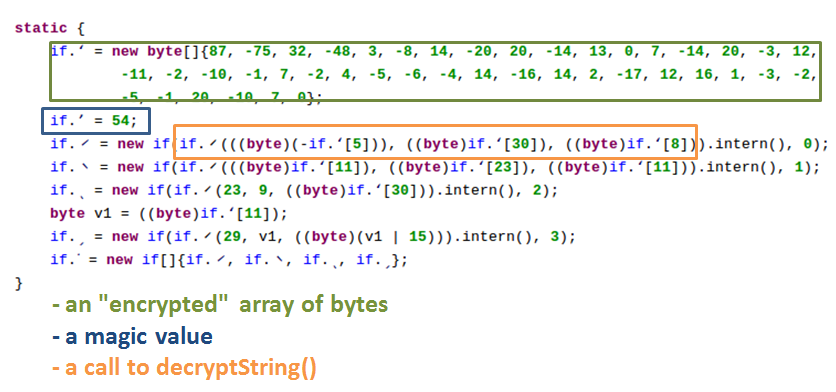 static {
if.ʻ = new byte[]{87, -75, 32, -48, 3, -8, 14, -20, 20, -14, 13, 0, 7, -14, 20, -3, 12,
-11, -2, -10, -1, 7, -2, 4, -5, -6, -4, 14, -16, 14, 2, -17, 12, 16, 1, -3, -2,
-5, -1, 20, -10, 7, 0};
if.ʼ = 54;
if.ˊ = new if(if.ˊ(((byte)(-if.ʻ[5])), ((byte)if.ʻ[30]), ((byte)if.ʻ[8])).intern(), 0);
if.ˋ = new if(if.ˊ(((byte)if.ʻ[11]), ((byte)if.ʻ[23]), ((byte)if.ʻ[11])).intern(), 1);
if.ˎ = new if(if.ˊ(23, 9, ((byte)if.ʻ[30])).intern(), 2);
byte v1 = ((byte)if.ʻ[11]);
if.ˏ = new if(if.ˊ(29, v1, ((byte)(v1 | 15))).intern(), 3);
if.˙ = new if[]{if.ˊ, if.ˋ, if.ˎ, if.ˏ};
}
- an "encrypted" array of bytes
- a magic value
- a call to decryptString()